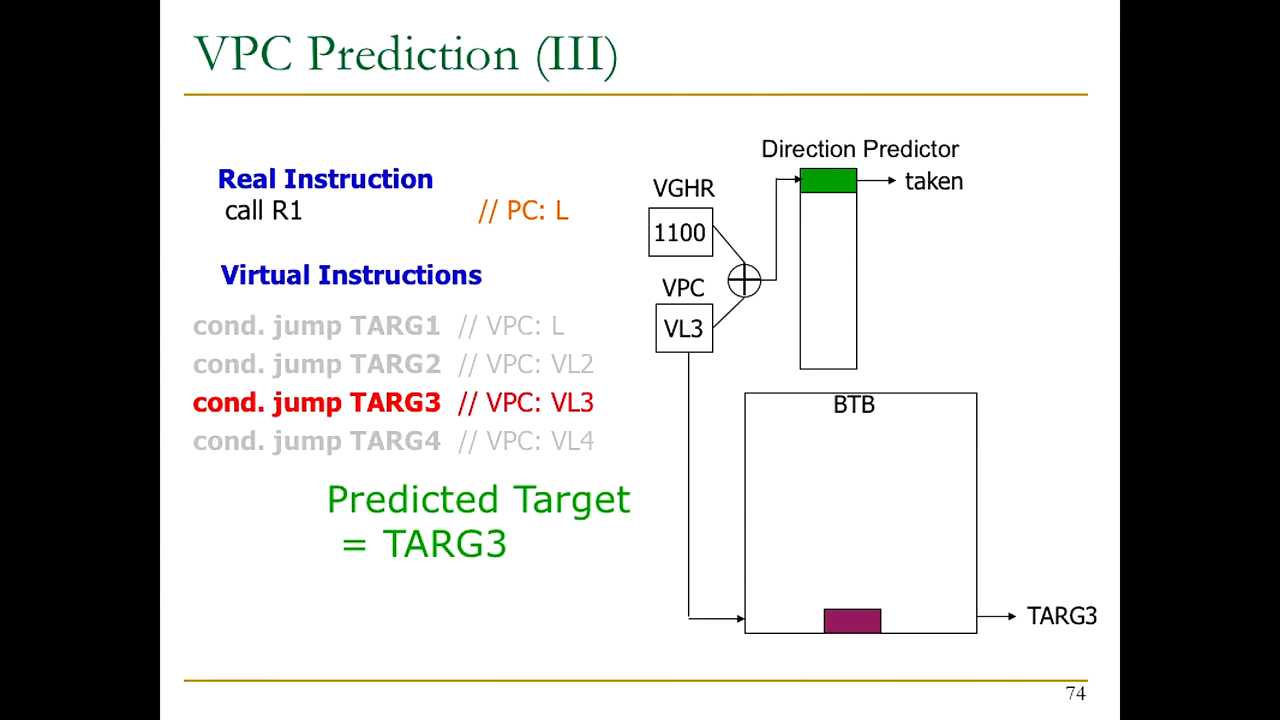 VPC Prediction (III)
Real Instruction
call R1 // PC: L
Virtual Instructions
cond. jump TARG1 // VPC: L
cond. jump TARG2 // VPC: VL2
cond. jump TARG3 // VPC: VL3
cond. jump TARG4 // VPC: VL4
Predicted Target
= TARG3
Direction Predictor
taken
VGHR
1100
VPC
VL3
BTB
TARG3
74